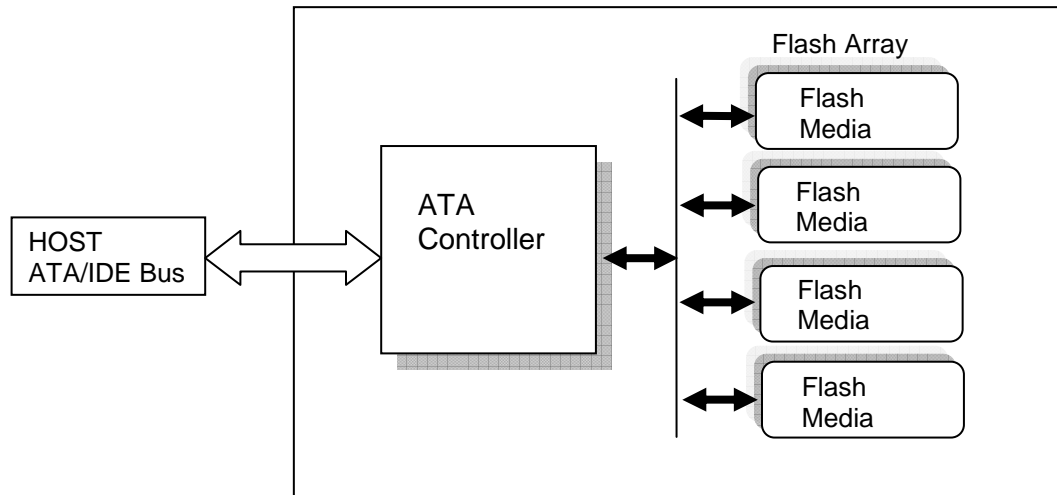 Flash Array
Flash
Media
Flash
Media
Flash
Media
Flash
Media
ATA
Controller
HOST
ATA/IDE Bus